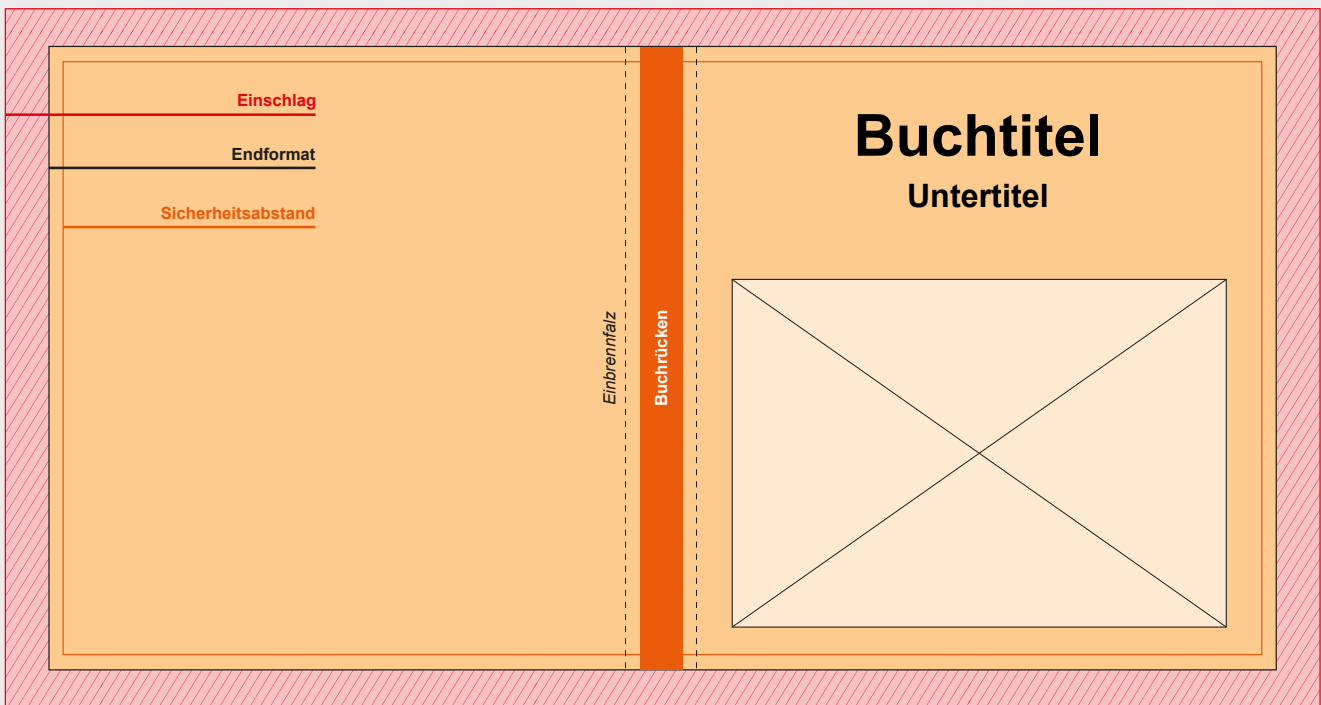 Einschlag
Endformat
Sicherheitsabstand
Einbrennfalz
Buchrücken
Buchtitel
Untertitel